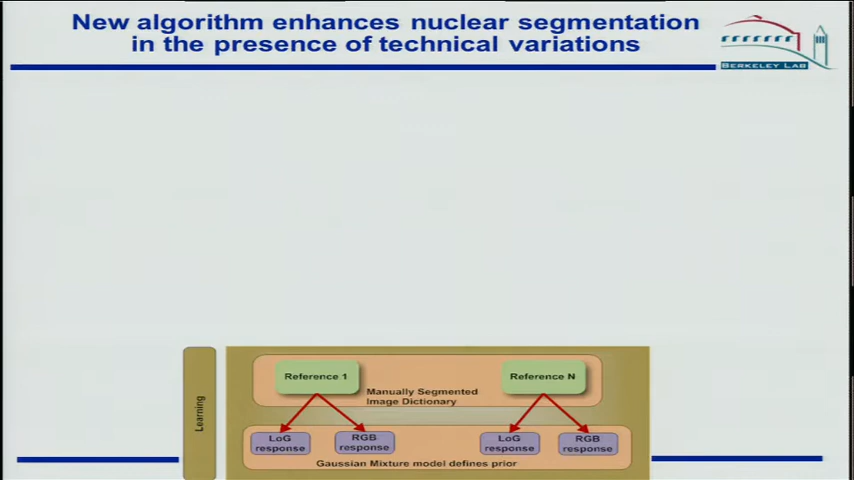 New algorithm enhances nuclear segmentation
in the presence of technical variations
BERKELEY LAB
Learning
Reference 1
Reference N
Manually Segmented
Image Dictionary
LoG
response
RGB
response
LoG
response
RGB
response
Gaussian Mixture model defines prior